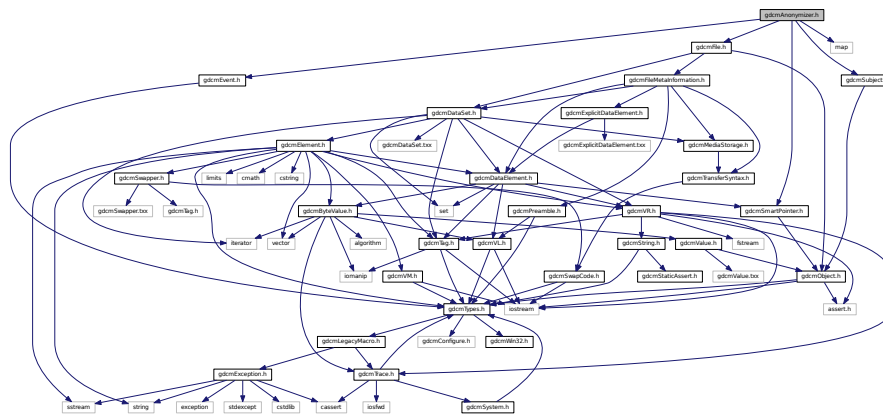 gdcmAnonymizer.h
gdcmFile.h
map
gdcmEvent.h
gdcmFileMetaInformation.h
gdcmSubject
gdcmDataSet.h
gdcmExplicitDataElement.h
gdcmElement.h
gdcmDataSet.txx
gdcmExplicitDataElement.txx
gdcmMediaStorage.h
gdcmSwapper.h
limits
cmath
cstring
gdcmDataElement.h
gdcmTransferSyntax.h
gdcmSwapper.txx
gdcmTag.h
gdcmByteValue.h
set
gdcmPreamble.h
gdcmVR.h
gdcmSmartPointer.h
iterator
vector
algorithm
gdcmTag.h
gdcmVL.h
gdcmString.h
gdcmValue.h
fstream
iomanip
gdcmVM.h
gdcmSwapCode.h
gdcmStaticAssert.h
gdcmValue.txx
gdcmObject.h
gdcmTypes.h
iostream
assert.h
gdcmLegacyMacro.h
gdcmConfigure.h
gdcmWin32.h
gdcmException.h
gdcmTrace.h
sstream
string
exception
stdexcept
cstdlib
cassert
iosfwd
gdcmSystem.h